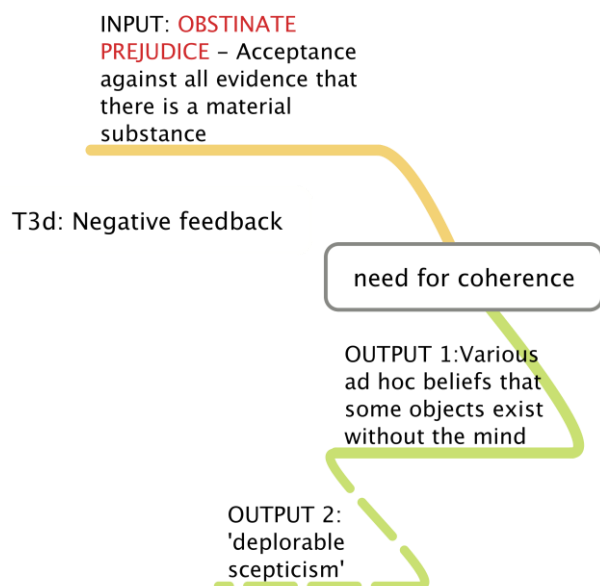 INPUT: OBSTINATE
PREJUDICE – Acceptance
against all evidence that
there is a material
substance
T3d: Negative feedback
need for coherence
OUTPUT 1:Various
ad hoc beliefs that
some objects exist
without the mind
OUTPUT 2:
'deplorable
scepticism'